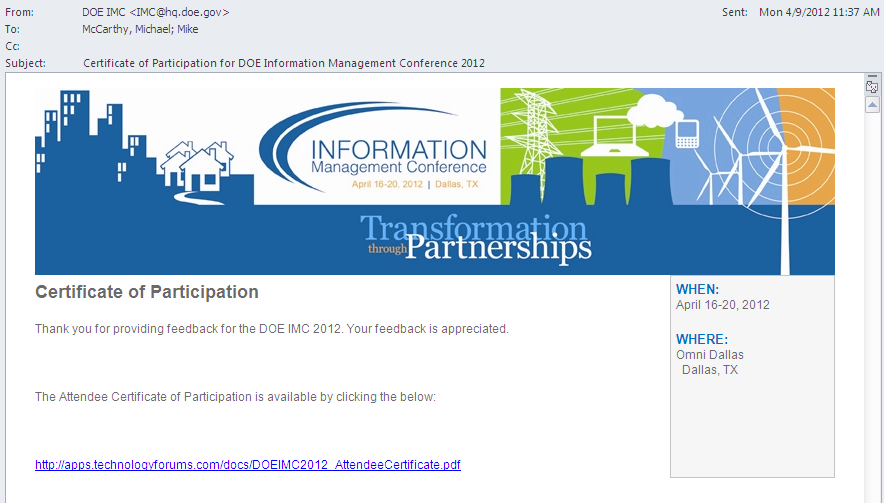 From: DOE IMC <IMC@hq.doe.gov> Sent: Mon 4/9/2012 11:37 AM
To: McCarthy, Michael; Mike
Cc:
Subject: Certificate of Participation for DOE Information Management Conference 2012
INFORMATION
Management Conference
April 16-20, 2012 | Dallas, TX
Transformation
through Partnerships
Certificate of Participation
Thank you for providing feedback for the DOE IMC 2012. Your feedback is appreciated.
The Attendee Certificate of Participation is available by clicking the below:
http://apps.technologyforums.com/docs/DOEIMC2012_AttendeeCertificate.pdf
WHEN:
April 16-20, 2012
WHERE:
Omni Dallas
Dallas, TX